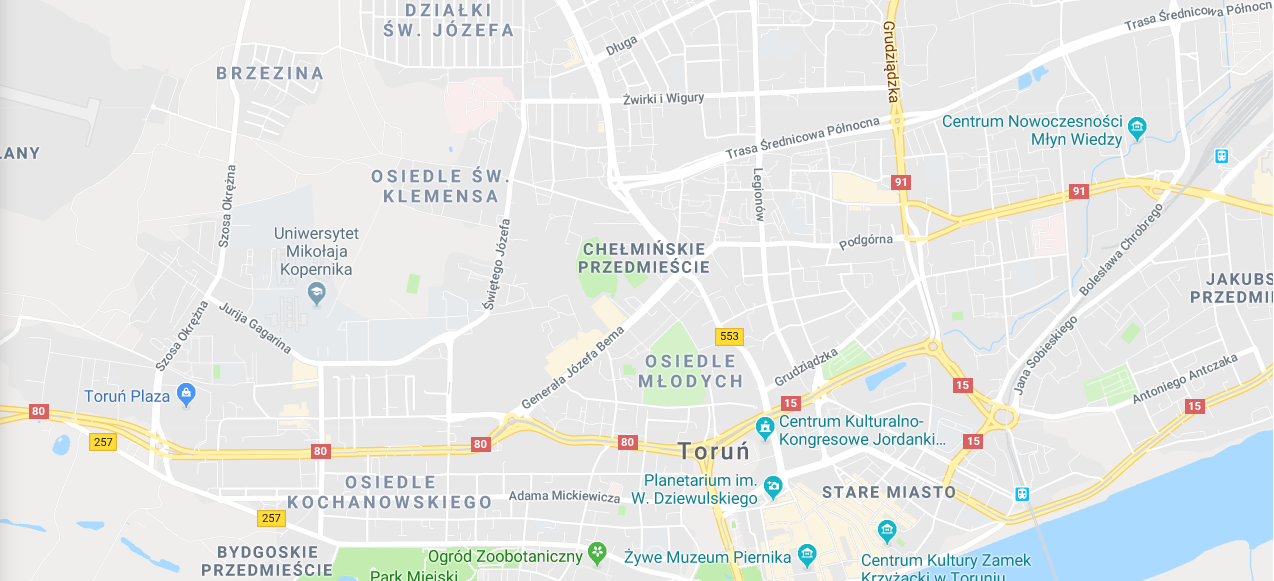 DZIAŁKI
ŚW. JÓZEFA
Trasa Średnicowa Północna
Długa
Grudziądzka
BRZEZINA
Żwirki i Wigury
Centrum Nowoczesności
Młyn Wiedzy
Trasa Średnicowa Północna
LANY
OSIEDLE ŚW.
KLEMENSA
91
91
Legionów
Szosa Okrężna
Uniwersytet
Mikołaja
Kopernika
Świętego Józefa
CHEŁMIŃSKIE
PRZEDMIEŚCIE
Podgórna
Bolesława Chrobrego
JAKUBS
PRZEDMI
Jurija Gagarina
Szosa Okrężna
553
Generała Józefa Bema
OSIEDLE
MŁODYCH
Grudziądzka
Jana Sobieskiego
Antoniego Antczaka
Toruń Plaza
15
15
15
80
257
80
80
80
Centrum Kulturalno-
Kongresowe Jordanki...
15
Toruń
OSIEDLE
KOCHANOWSKIEGO
Adama Mickiewicza
Planetarium im.
W. Dziewulskiego
STARE MIASTO
257
BYDGOSKIE
PRZEDMIEŚCIE
Ogród Zoobotaniczny
Żywe Muzeum Piernika
Centrum Kultury Zamek
Krzyżacki w Toruniu
Park Miejski